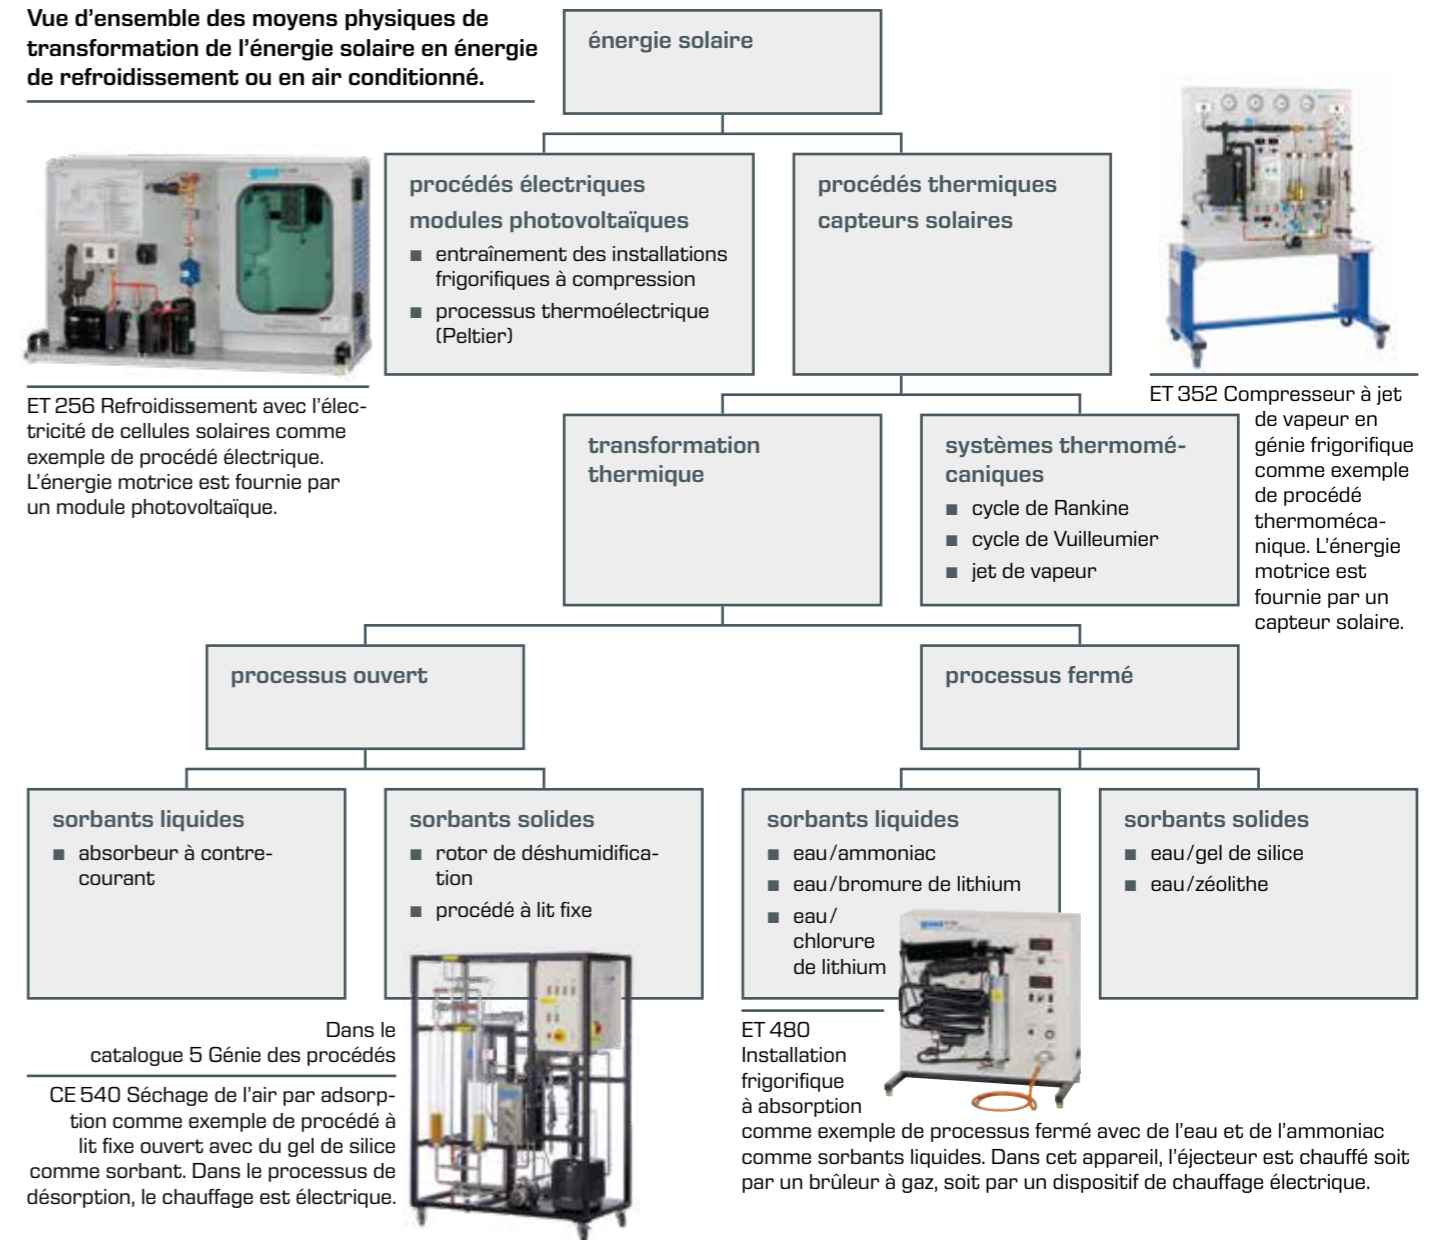 Vue d'ensemble des moyens physiques de
transformation de l'énergie solaire en énergie
de refroidissement ou en air conditionné.
énergie solaire
procédés électriques
modules photovoltaïques
■ entraînement des installations
frigorifiques à compression
■ processus thermoélectrique
(Peltier)
procédés thermiques
capteurs solaires
ET 256 Refroidissement avec l'élec-
tricité de cellules solaires comme
exemple de procédé électrique.
L'énergie motrice est fournie par
un module photovoltaïque.
transformation
thermique
systèmes thermomé-
caniques
■ cycle de Rankine
■ cycle de Vuilleumier
■ jet de vapeur
ET 352 Compresseur à jet
de vapeur en
génie frigorifique
comme exemple
de procédé
thermoméca-
nique. L'énergie
motrice est
fournie par un
capteur solaire.
processus ouvert
processus fermé
sorbants liquides
■ absorbeur à contre-
courant
sorbants solides
■ rotor de déshumidifica-
tion
■ procédé à lit fixe
sorbants liquides
■ eau/ammoniac
■ eau/bromure de lithium
■ eau/
chlorure
de lithium
sorbants solides
■ eau/gel de silice
■ eau/zéolithe
Dans le
catalogue 5 Génie des procédés
CE 540 Séchage de l'air par adsorp-
tion comme exemple de procédé à
lit fixe ouvert avec du gel de silice
comme sorbant. Dans le processus de
désorption, le chauffage est électrique.
ET 480
Installation
frigorifique
à absorption
comme exemple de processus fermé avec de l'eau et de l'ammoniac
comme sorbants liquides. Dans cet appareil, l'éjecteur est chauffé soit
par un brûleur à gaz, soit par un dispositif de chauffage électrique.